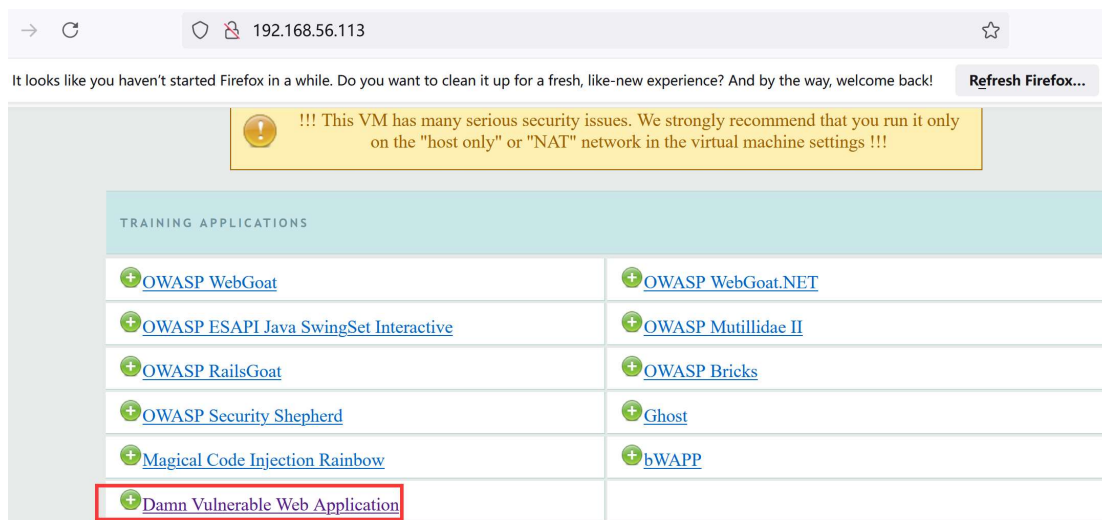 192.168.56.113
It looks like you haven't started Firefox in a while. Do you want to clean it up for a fresh, like-new experience? And by the way, welcome back! Refresh Firefox...
!!! This VM has many serious security issues. We strongly recommend that you run it only
on the "host only" or "NAT" network in the virtual machine settings !!!
TRAINING APPLICATIONS
OWASP WebGoat OWASP WebGoat.NET
OWASP ESAPI Java SwingSet Interactive OWASP Mutillidae II
OWASP RailsGoat OWASP Bricks
OWASP Security Shepherd Ghost
Magical Code Injection Rainbow bWAPP
Damn Vulnerable Web Application